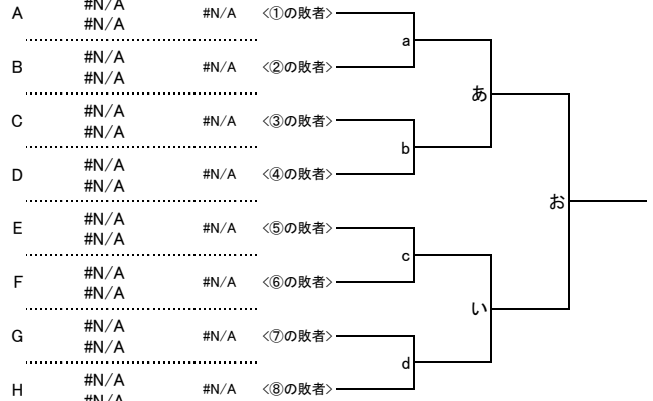 #N/A
A #N/A <①の敗者>
#N/A
a
#N/A
B #N/A <②の敗者>
#N/A
あ
#N/A
C #N/A <③の敗者>
#N/A
b
#N/A
D #N/A <④の敗者>
#N/A
お
#N/A
E #N/A <⑤の敗者>
#N/A
c
#N/A
F #N/A <⑥の敗者>
#N/A
い
#N/A
G #N/A <⑦の敗者>
#N/A
d
#N/A
H #N/A <⑧の敗者>
#N/A